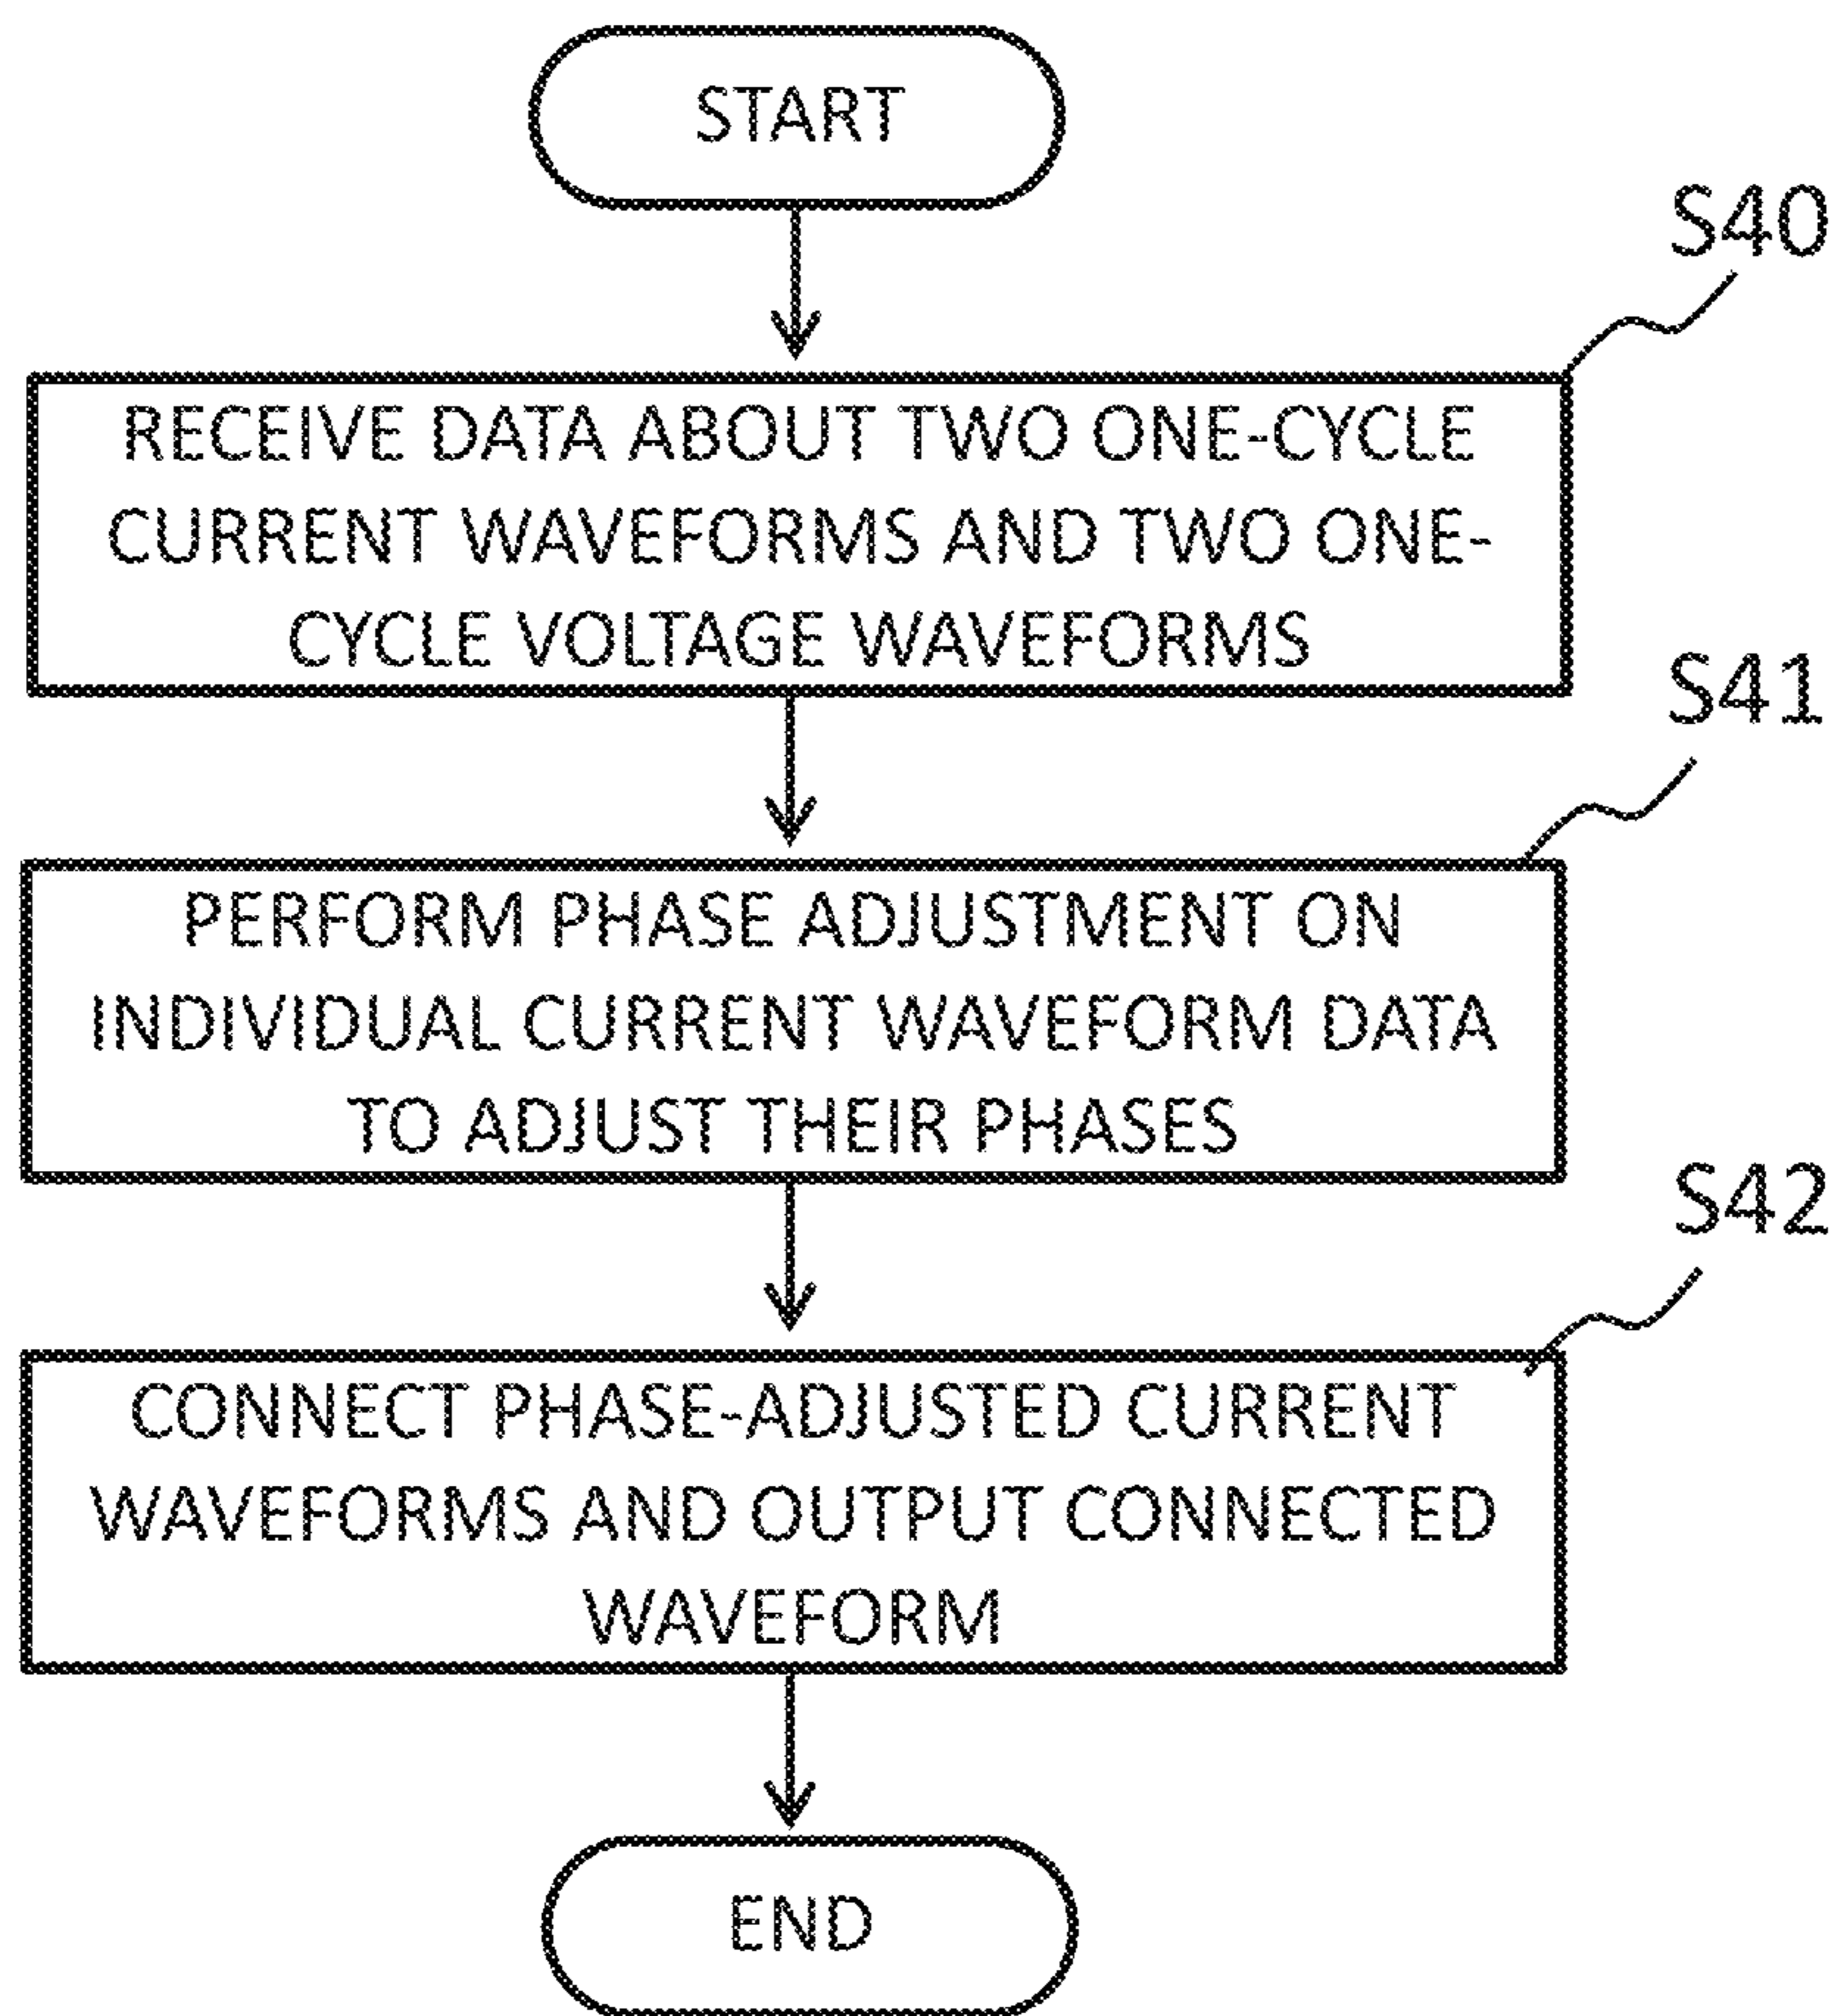 START
S40
RECEIVE DATA ABOUT TWO ONE-CYCLE
CURRENT WAVEFORMS AND TWO ONE-
CYCLE VOLTAGE WAVEFORMS
S41
PERFORM PHASE ADJUSTMENT ON
INDIVIDUAL CURRENT WAVEFORM DATA
TO ADJUST THEIR PHASES
S42
CONNECT PHASE-ADJUSTED CURRENT
WAVEFORMS AND OUTPUT CONNECTED
WAVEFORM
END